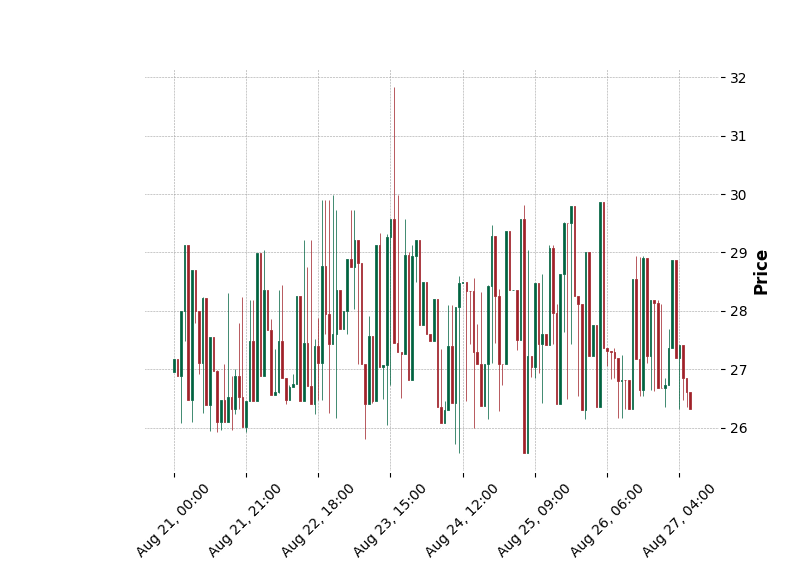 32
31
30
29
28
27
26
Price
Aug 21, 00:00
Aug 21, 21:00
Aug 22, 18:00
Aug 23, 15:00
Aug 24, 12:00
Aug 25, 09:00
Aug 26, 06:00
Aug 27, 04:00